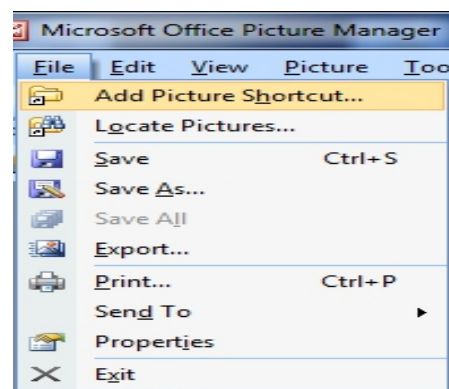 Microsoft Office Picture Manager
File Edit View Picture Too
Add Picture Shortcut...
Locate Pictures...
Save Ctrl+S
Save As...
Save All
Export...
Print... Ctrl+P
Send To
Properties
Exit